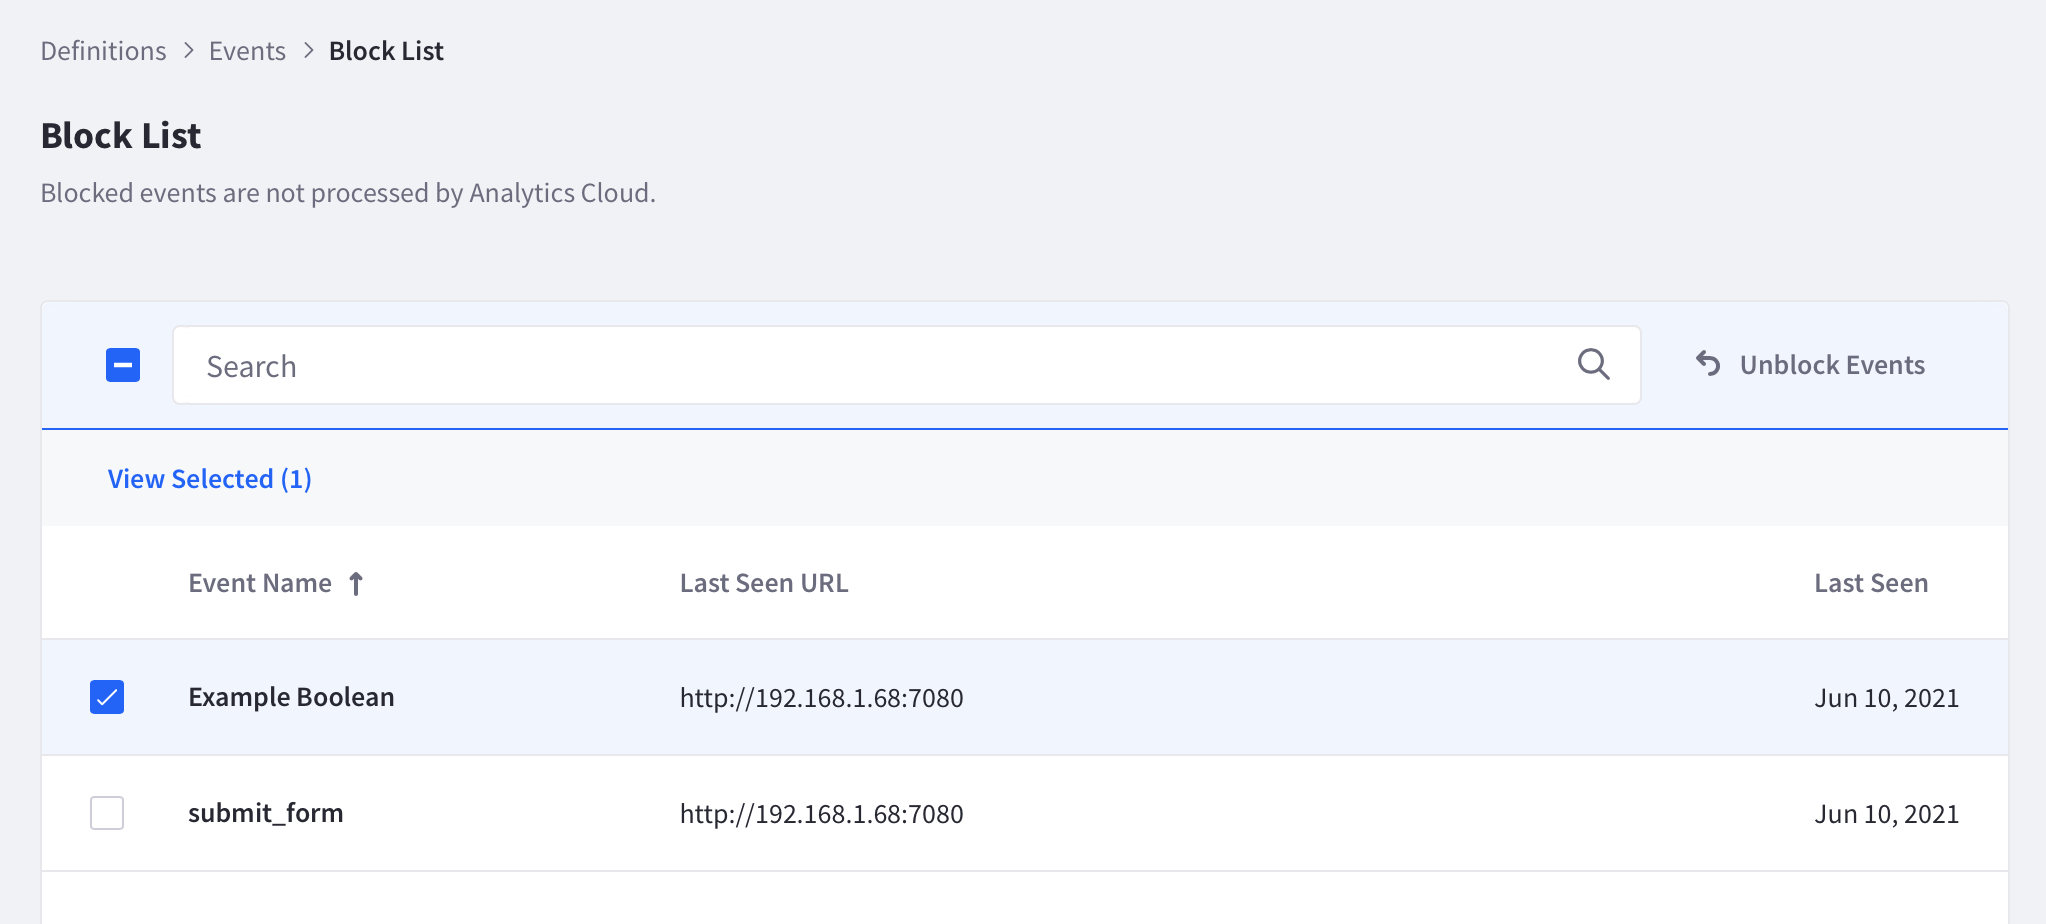 Definitions > Events > Block List
Block List
Blocked events are not processed by Analytics Cloud.
Search
Unblock Events
View Selected (1)
Event Name Last Seen URL Last Seen
Example Boolean http://192.168.1.68:7080 Jun 10, 2021
submit_form http://192.168.1.68:7080 Jun 10, 2021